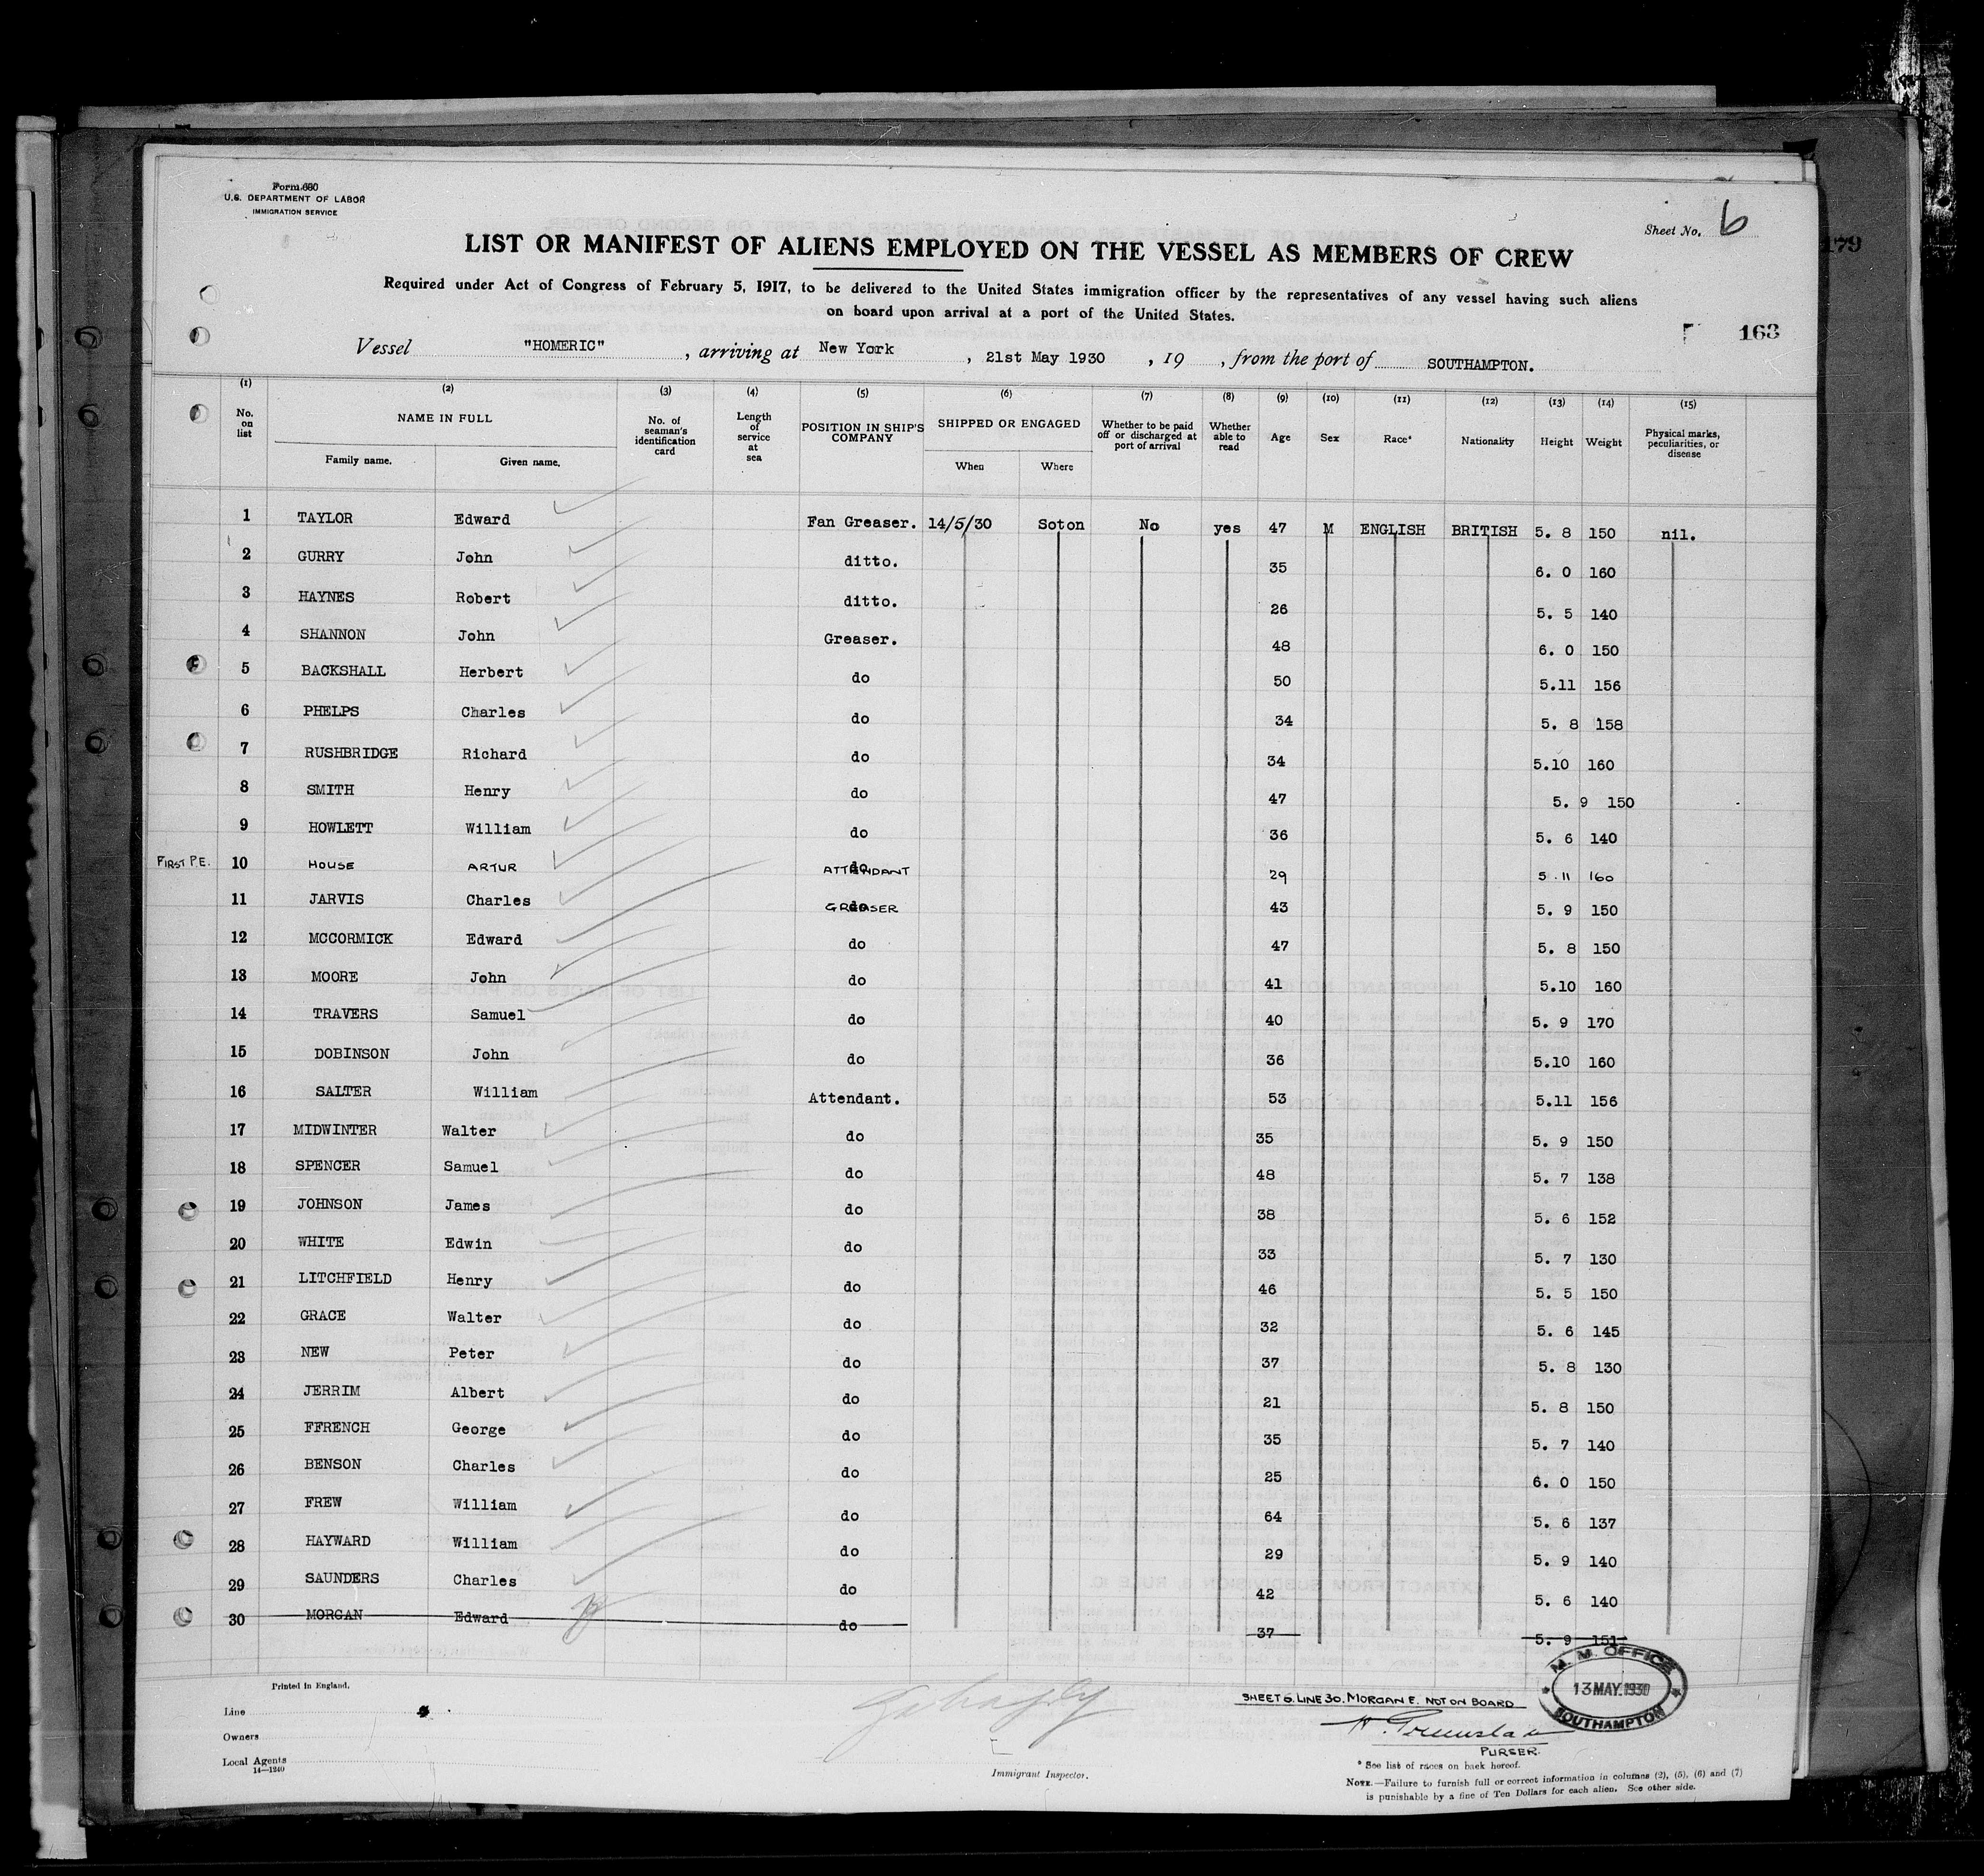 Form 680
U.S. DEPARTMENT OF LABOR
IMMIGRATION SERVICE
Sheet No. 6
179
LIST OR MANIFEST OF ALIENS EMPLOYED ON THE VESSEL AS MEMBERS OF CREW
Required under Act of Congress of February 5, 1917, to be delivered to the United States immigration officer by the representatives of any vessel having such aliens
on board upon arrival at a port of the United States.
163
Vessel "HOMERIC", arriving at New York, 21st May 1930, 19 , from the port of SOUTHAMPTON.
(1) (2) (3) (4) (5) (6) (7) (8) (9) (10) (11) (12) (13) (14) (15)
No. on list NAME IN FULL Family name. Given name. No. of seaman's identification card Length of service at sea POSITION IN SHIP'S COMPANY SHIPPED OR ENGAGED When Where Whether to be paid off or discharged at port of arrival Whether able to read Age Sex Race* Nationality Height Weight Physical marks, peculiarities, or disease
1 TAYLOR Edward Fan Greaser. 14/5/30 Soton No yes 47 M ENGLISH BRITISH 5. 8 150 nil.
2 GURRY John ditto. 35 6. 0 160
3 HAYNES Robert ditto. 26 5. 5 140
4 SHANNON John Greaser. 48 6. 0 150
5 BACKSHALL Herbert do 50 5.11 156
6 PHELPS Charles do 34 5. 8 158
7 RUSHBRIDGE Richard do 34 5.10 160
8 SMITH Henry do 47 5. 9 150
9 HOWLETT William do 36 5. 6 140
FIRST P.E. 10 HOUSE ARTUR do ATTENDANT 29 5.11 160
11 JARVIS Charles do GREASER 43 5. 9 150
12 MCCORMICK Edward do 47 5. 8 150
13 MOORE John do 41 5.10 160
14 TRAVERS Samuel do 40 5. 9 170
15 DOBINSON John do 36 5.10 160
16 SALTER William Attendant. 53 5.11 156
17 MIDWINTER Walter do 35 5. 9 150
18 SPENCER Samuel do 48 5. 7 138
19 JOHNSON James do 38 5. 6 152
20 WHITE Edwin do 33 5. 7 130
21 LITCHFIELD Henry do 46 5. 5 150
22 GRACE Walter do 32 5. 6 145
23 NEW Peter do 37 5. 8 130
24 JERRIM Albert do 21 5. 8 150
25 FFRENCH George do 35 5. 7 140
26 BENSON Charles do 25 6. 0 150
27 FREW William do 64 5. 6 137
28 HAYWARD William do 29 5. 9 140
29 SAUNDERS Charles do 42 5. 6 140
30 MORGAN Edward do 37 5. 9 151
Printed in England.
Line
Owners
Local Agents
14—1240
Immigrant Inspector.
SHEET 6. LINE 30. MORGAN E. NOT ON BOARD
PURSER.
M. M. OFFICE
13 MAY. 1930
SOUTHAMPTON
* See list of races on back hereof.
NOTE.—Failure to furnish full or correct information in columns (2), (5), (6) and (7)
is punishable by a fine of Ten Dollars for each alien. See other side.